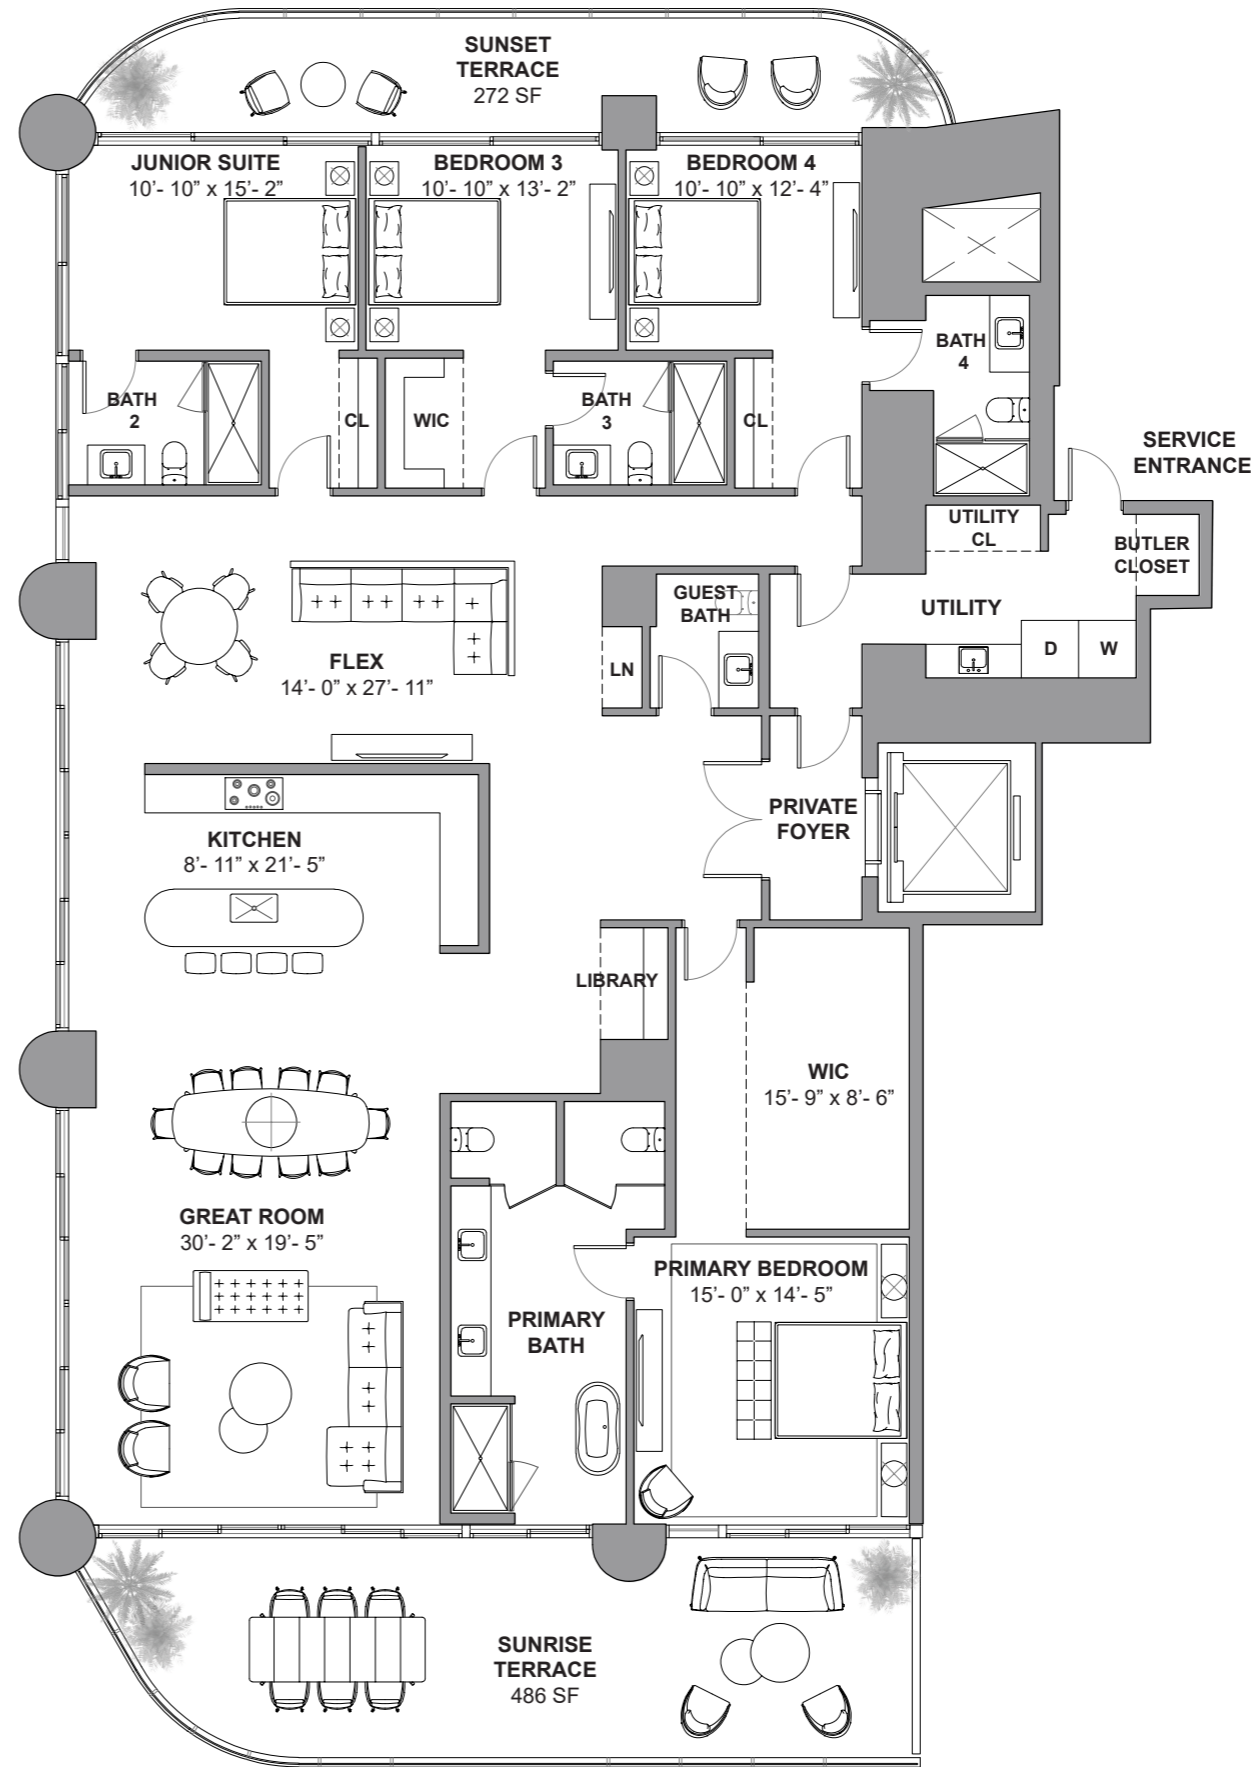 SUNSET
TERRACE
272 SF
JUNIOR SUITE
10’- 10” x 15’- 2”
BEDROOM 3
10’- 10” x 13’- 2”
BEDROOM 4
10’- 10” x 12’- 4”
BATH
4
BATH
2
CL
WIC
BATH
3
CL
SERVICE
ENTRANCE
UTILITY
CL
BUTLER
CLOSET
GUEST
BATH
UTILITY
D
W
LN
FLEX
14’- 0” x 27’- 11”
PRIVATE
FOYER
KITCHEN
8’- 11” x 21’- 5”
LIBRARY
WIC
15’- 9” x 8’- 6”
GREAT ROOM
30’- 2” x 19’- 5”
PRIMARY BEDROOM
15’- 0” x 14’- 5”
PRIMARY
BATH
SUNRISE
TERRACE
486 SF